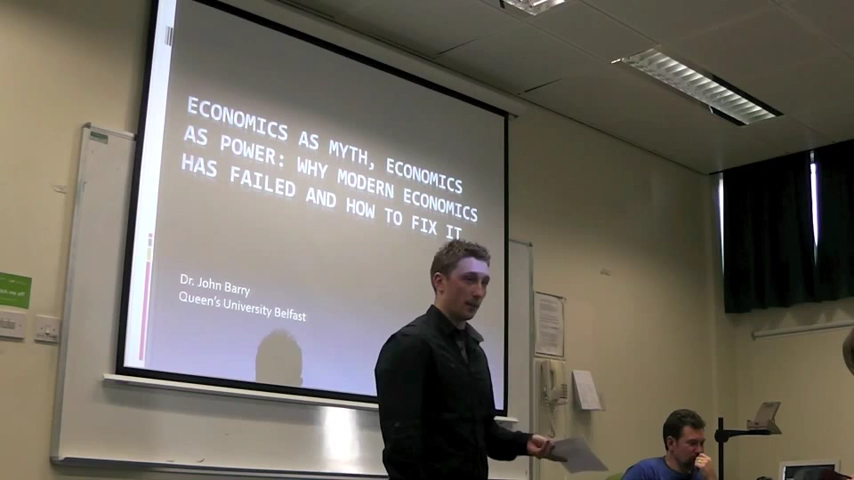 ECONOMICS AS MYTH, ECONOMICS
AS POWER: WHY MODERN ECONOMICS
HAS FAILED AND HOW TO FIX IT
Dr. John Barry
Queen's University Belfast